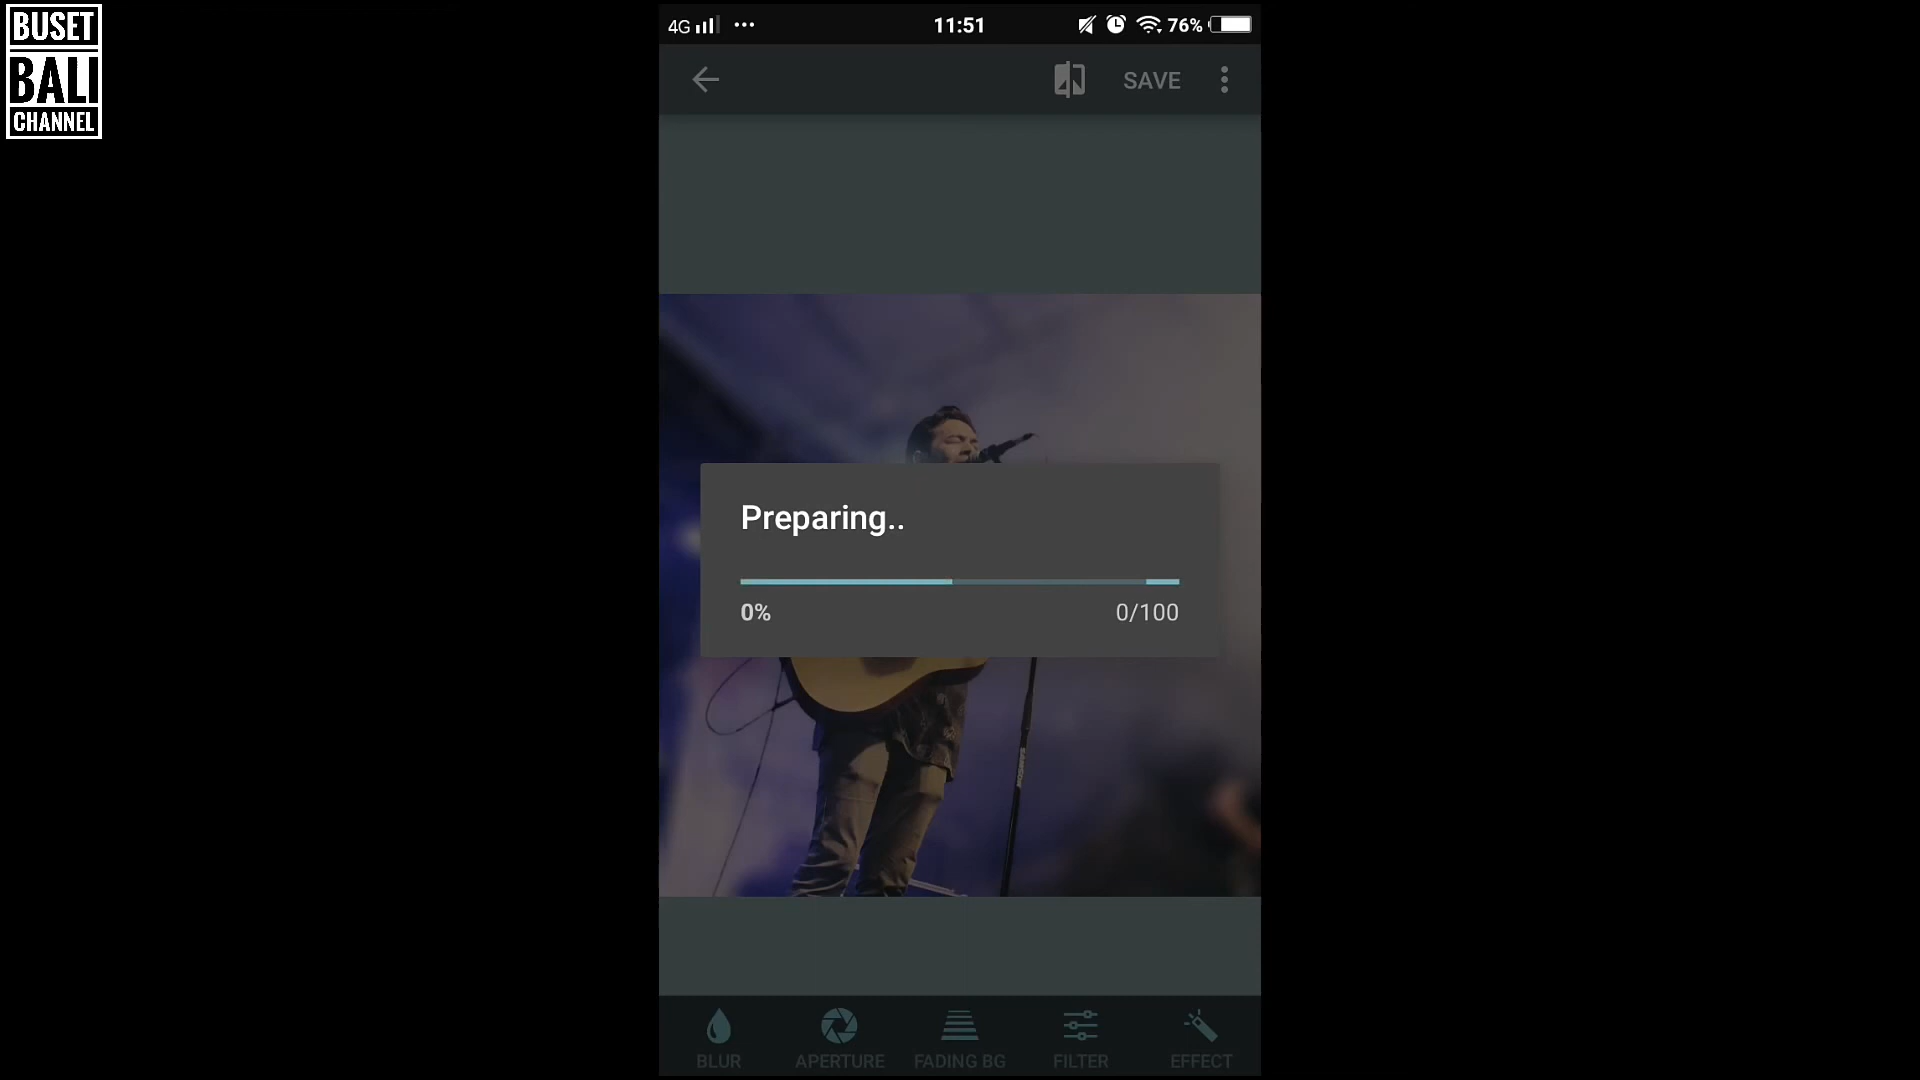 BUSET
BALI
CHANNEL
4G 11:51 76%
SAVE
Preparing..
0% 0/100
BLUR APERTURE FADING BG FILTER EFFECT